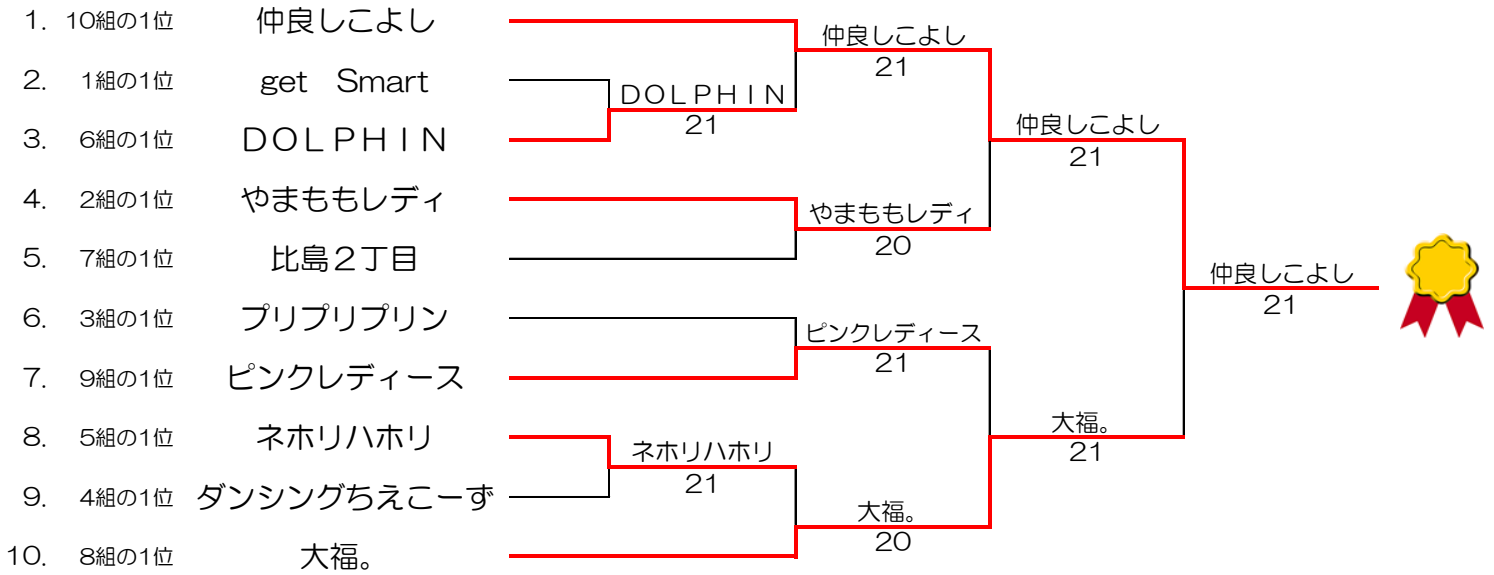 1. 10組の1位 仲良しこよし
2. 1組の1位 get Smart
3. 6組の1位 ＤＯＬＰＨＩＮ
4. 2組の1位 やまももレディ
5. 7組の1位 比島２丁目
6. 3組の1位 プリプリプリン
7. 9組の1位 ピンクレディース
8. 5組の1位 ネホリハホリ
9. 4組の1位 ダンシングちえこーず
10. 8組の1位 大福。
ＤＯＬＰＨＩＮ
21
ネホリハホリ
21
仲良しこよし
21
やまももレディ
20
ピンクレディース
21
大福。
20
仲良しこよし
21
大福。
21
仲良しこよし
21